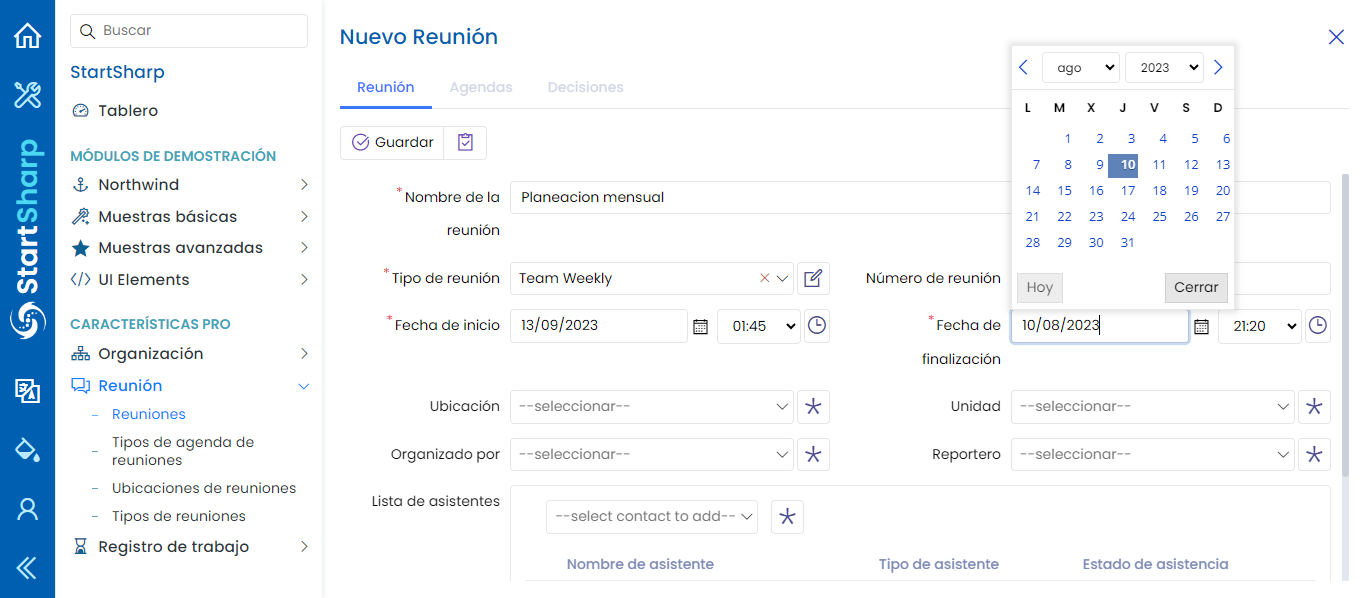 StartSharp
Buscar
StartSharp
Tablero
MÓDULOS DE DEMOSTRACIÓN
Northwind
Muestras básicas
Muestras avanzadas
UI Elements
CARACTERÍSTICAS PRO
Organización
Reunión
Reuniones
Tipos de agenda de
reuniones
Ubicaciones de reuniones
Tipos de reuniones
Registro de trabajo
Nuevo Reunión
Reunión Agendas Decisiones
Guardar
*Nombre de la
reunión
Planeacion mensual
*Tipo de reunión Team Weekly
Número de reunión
*Fecha de inicio 13/09/2023 01:45
*Fecha de
finalización
10/08/2023 21:20
ago 2023
L M X J V S D
1 2 3 4 5 6
7 8 9 10 11 12 13
14 15 16 17 18 19 20
21 22 23 24 25 26 27
28 29 30 31
Hoy Cerrar
Ubicación --seleccionar--
Unidad --seleccionar--
Organizado por --seleccionar--
Reportero --seleccionar--
Lista de asistentes
--select contact to add--
Nombre de asistente Tipo de asistente Estado de asistencia